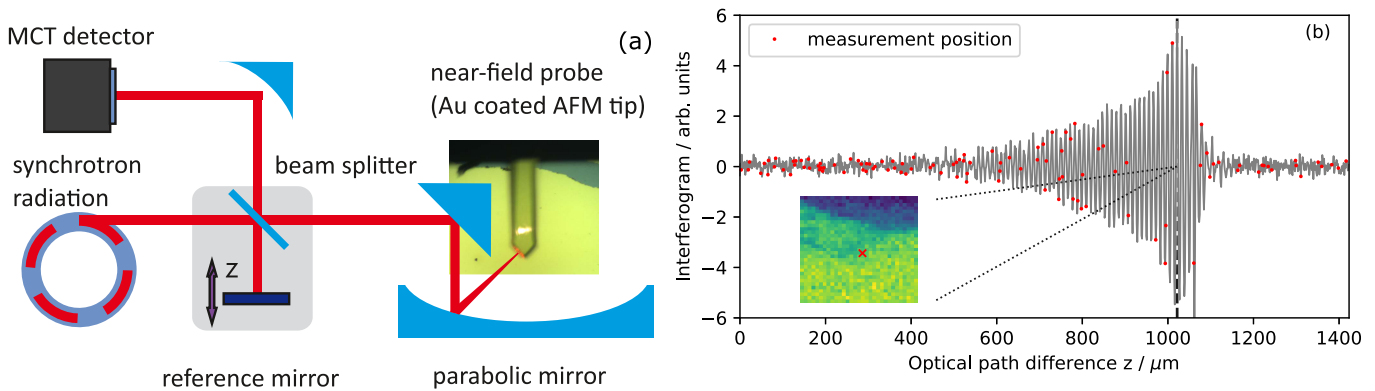 MCT detector
(a)
near-field probe
(Au coated AFM tip)
synchrotron
radiation
beam splitter
z
reference mirror
parabolic mirror
(b)
measurement position
Interferogram / arb. units
6
4
2
0
−2
−4
−6
0 200 400 600 800 1000 1200 1400
Optical path difference z / μm